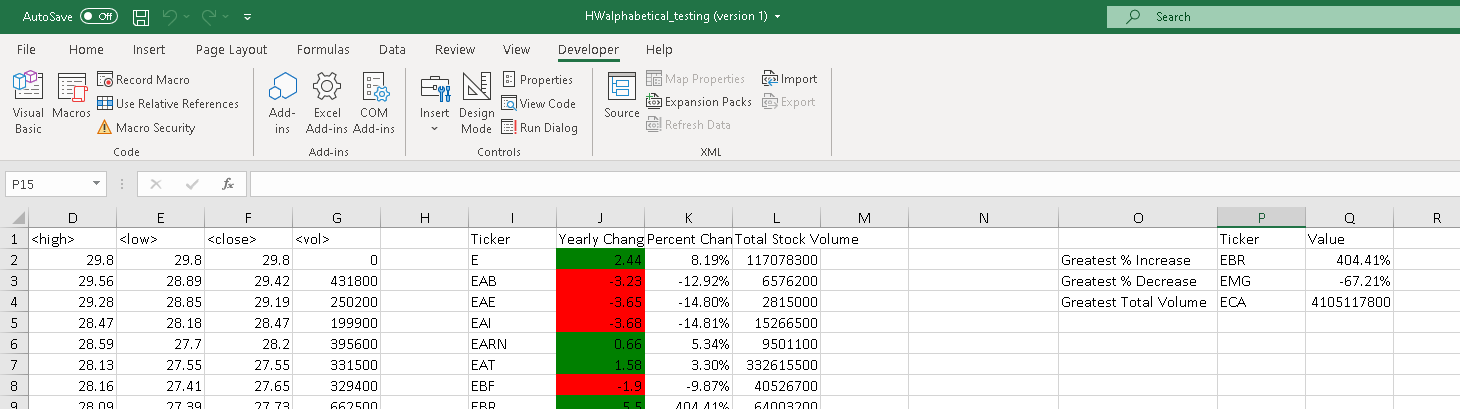 AutoSave Off HWalphabetical_testing (version 1) Search
File Home Insert Page Layout Formulas Data Review View Developer Help
Visual Basic
Macros
Record Macro
Use Relative References
Macro Security
Code
Add-ins
Excel Add-ins
COM Add-ins
Add-ins
Insert
Design Mode
Properties
View Code
Run Dialog
Controls
Source
Map Properties
Expansion Packs
Refresh Data
Import
Export
XML
P15 fx
D E F G H I J K L M N O P Q R
1 <high> <low> <close> <vol> Ticker Yearly Chang Percent Chan Total Stock Volume Ticker Value
2 29.8 29.8 29.8 0 E 2.44 8.19% 117078300 Greatest % Increase EBR 404.41%
3 29.56 28.89 29.42 431800 EAB -3.23 -12.92% 6576200 Greatest % Decrease EMG -67.21%
4 29.28 28.85 29.19 250200 EAE -3.65 -14.80% 2815000 Greatest Total Volume ECA 4105117800
5 28.47 28.18 28.47 199900 EAI -3.68 -14.81% 15266500
6 28.59 27.7 28.2 395600 EARN 0.66 5.34% 9501100
7 28.13 27.55 27.55 331500 EAT 1.58 3.30% 332615500
8 28.16 27.41 27.65 329400 EBF -1.9 -9.87% 40526700
9 28.09 27.39 27.73 662500 EBR 5.5 404.41% 64003200